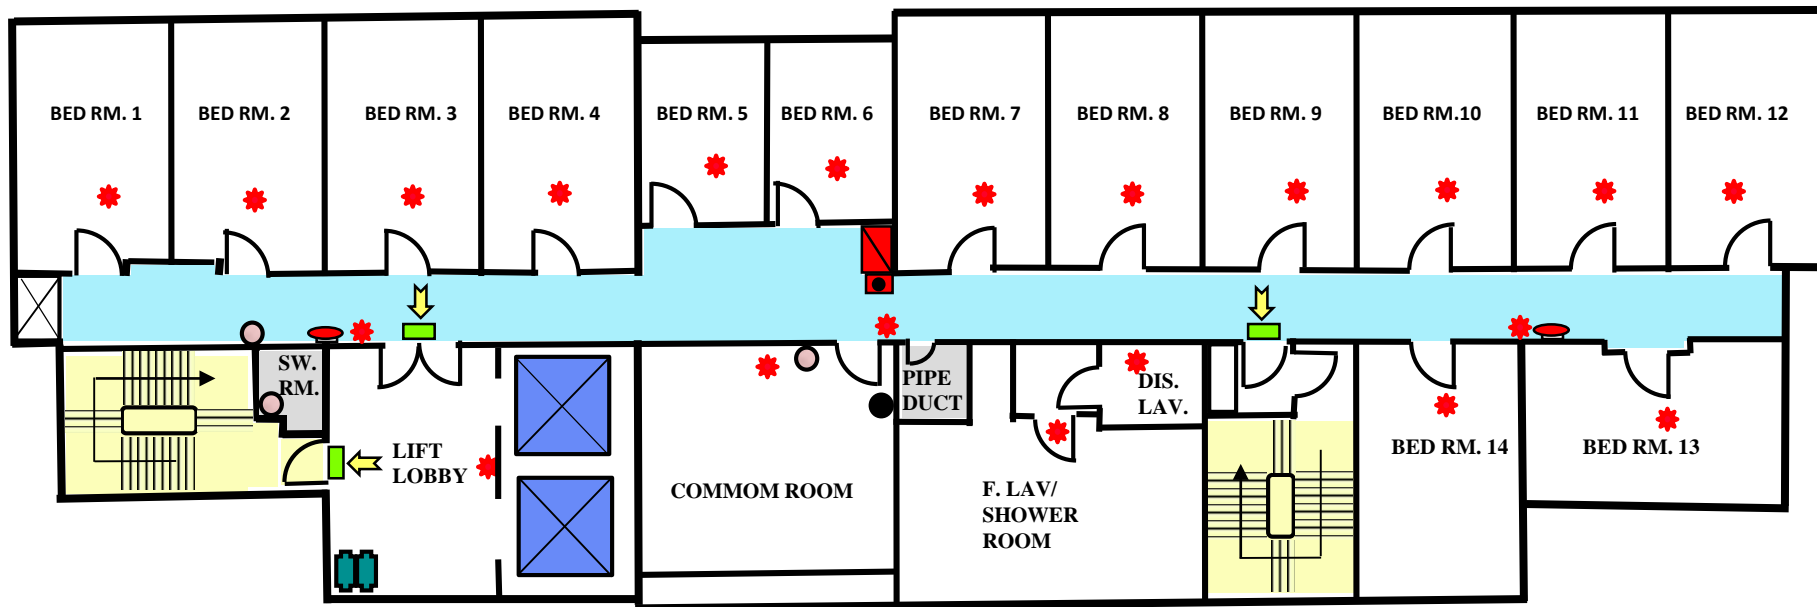 BED RM. 1
BED RM. 2
BED RM. 3
BED RM. 4
BED RM. 5
BED RM. 6
BED RM. 7
BED RM. 8
BED RM. 9
BED RM.10
BED RM. 11
BED RM. 12
SW.
RM.
LIFT
LOBBY
COMMOM ROOM
PIPE
DUCT
DIS.
LAV.
F. LAV/
SHOWER
ROOM
BED RM. 14
BED RM. 13